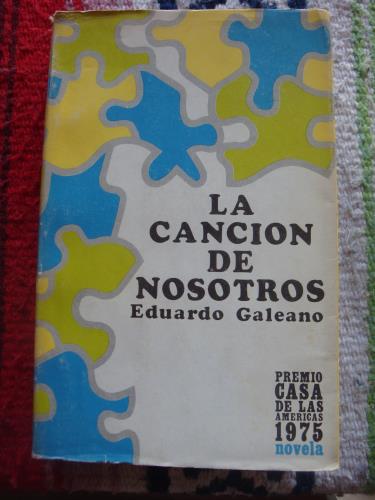 LA
CANCION
DE
NOSOTROS
Eduardo Galeano
PREMIO
CASA
DE LAS
AMERICAS
1975
novela